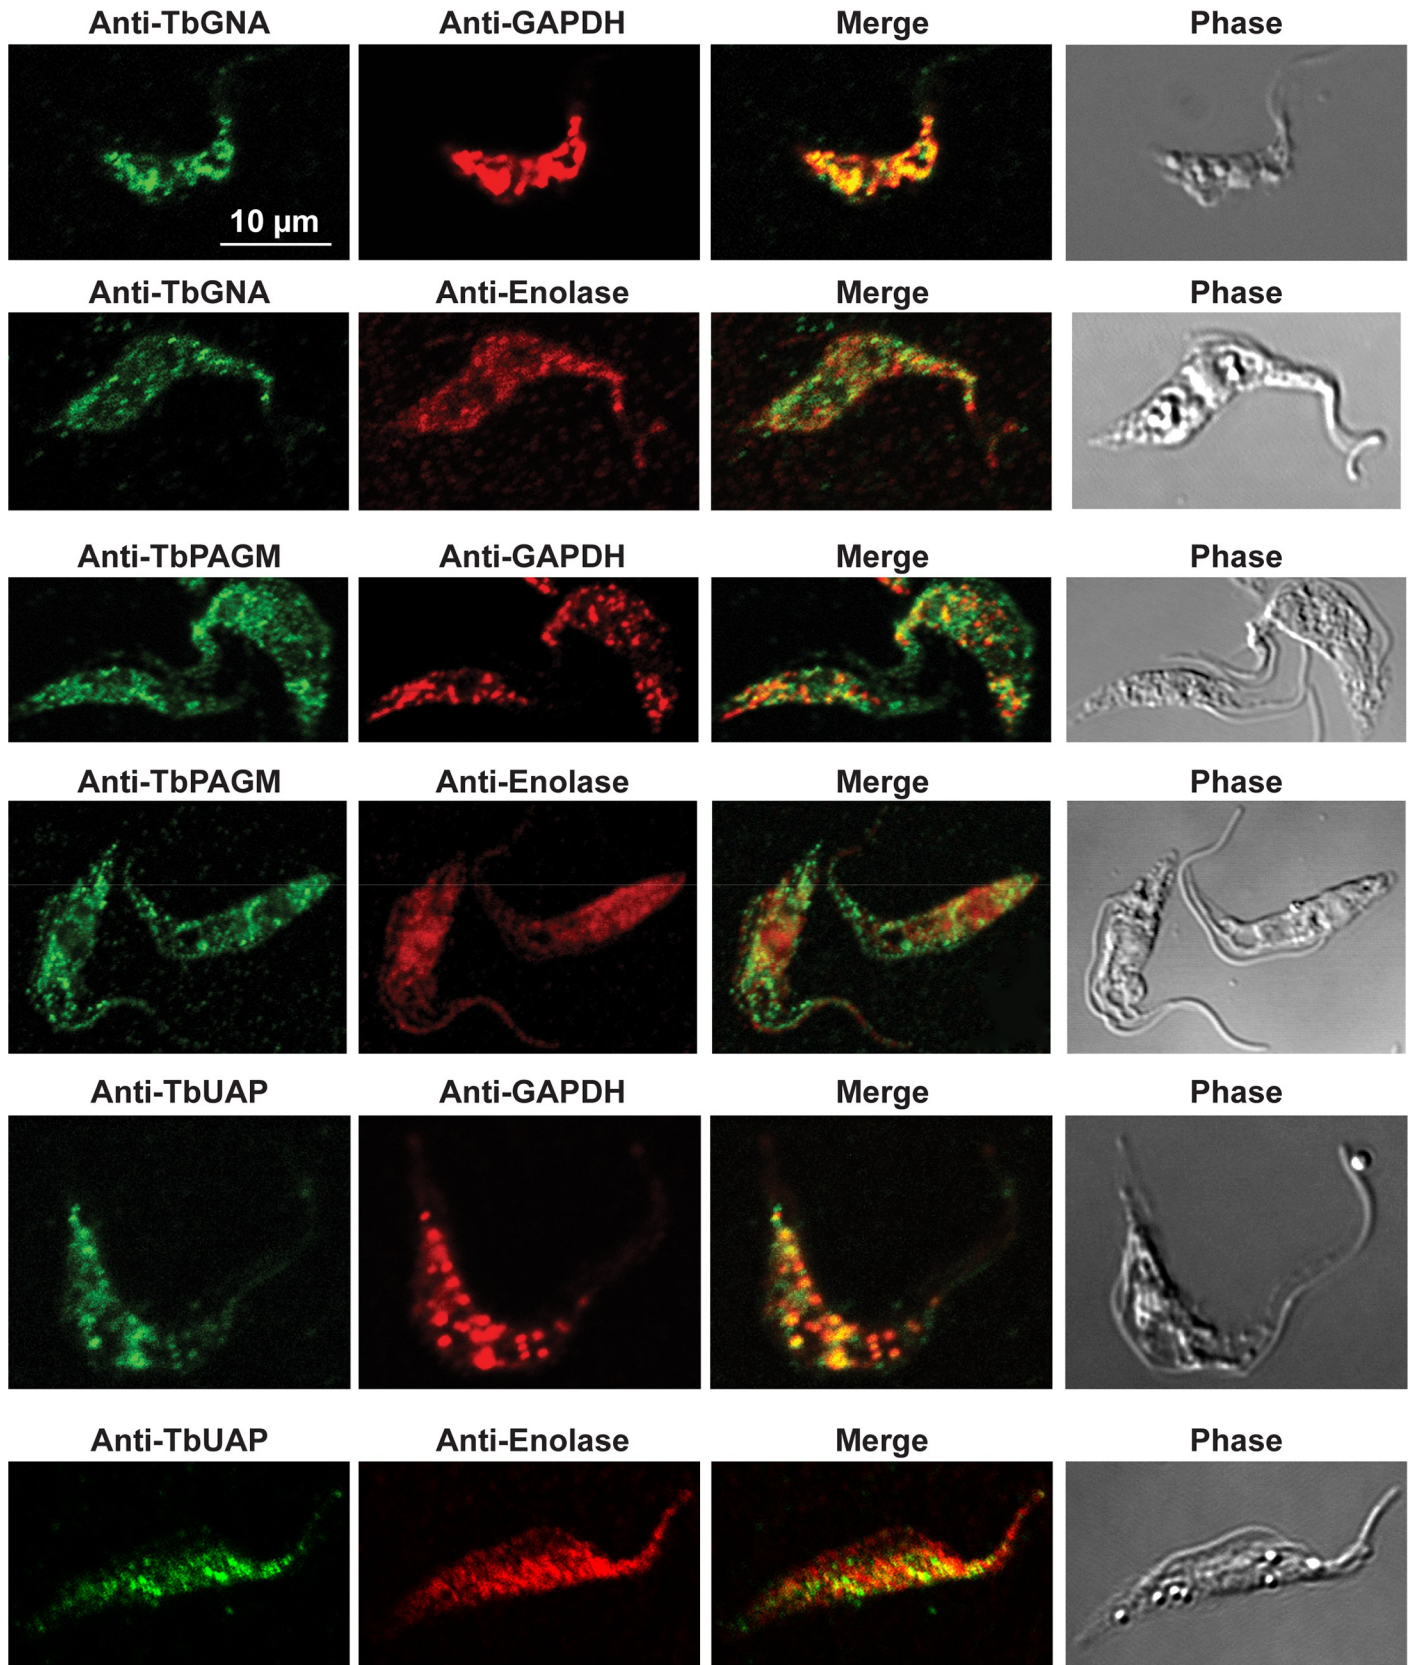 Anti-TbGNA Anti-GAPDH Merge Phase
10 µm
Anti-TbGNA Anti-Enolase Merge Phase
Anti-TbPAGM Anti-GAPDH Merge Phase
Anti-TbPAGM Anti-Enolase Merge Phase
Anti-TbUAP Anti-GAPDH Merge Phase
Anti-TbUAP Anti-Enolase Merge Phase